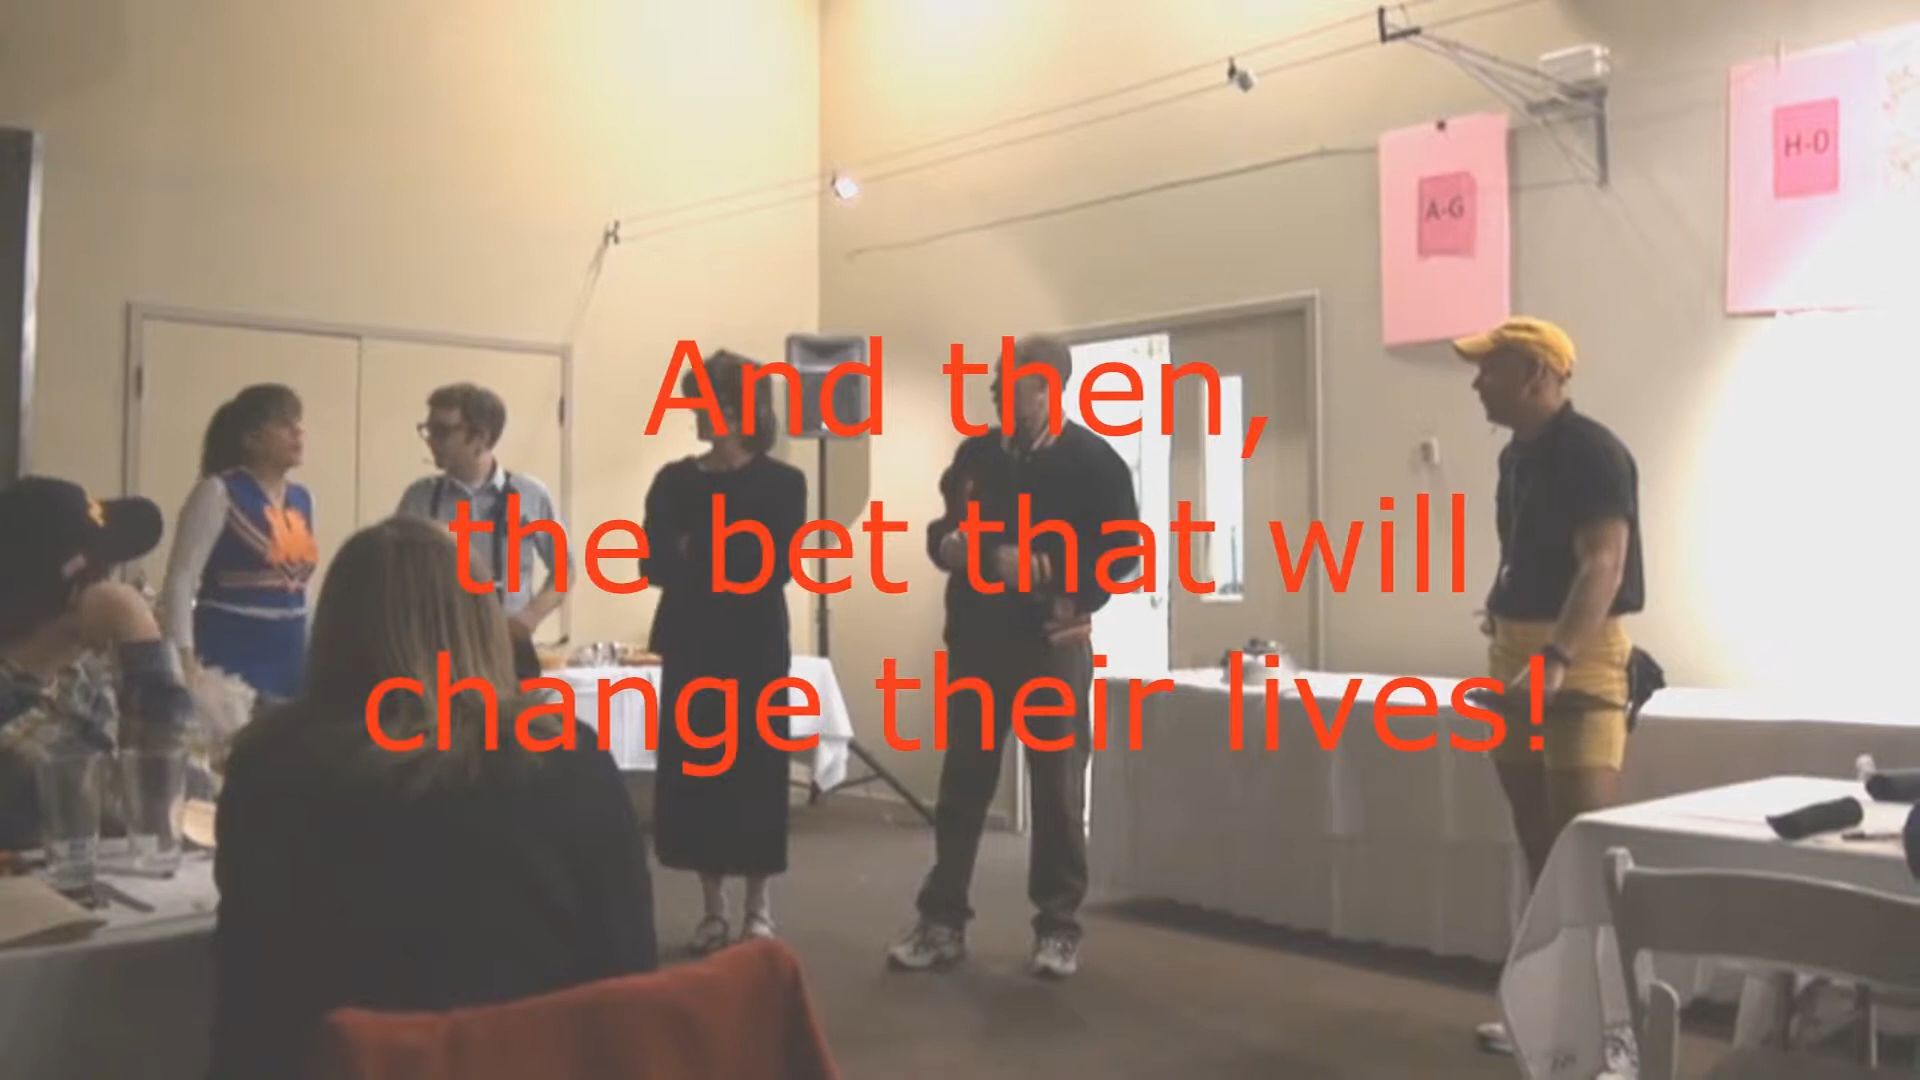 A-G
H-O
And then,
the bet that will
change their lives!